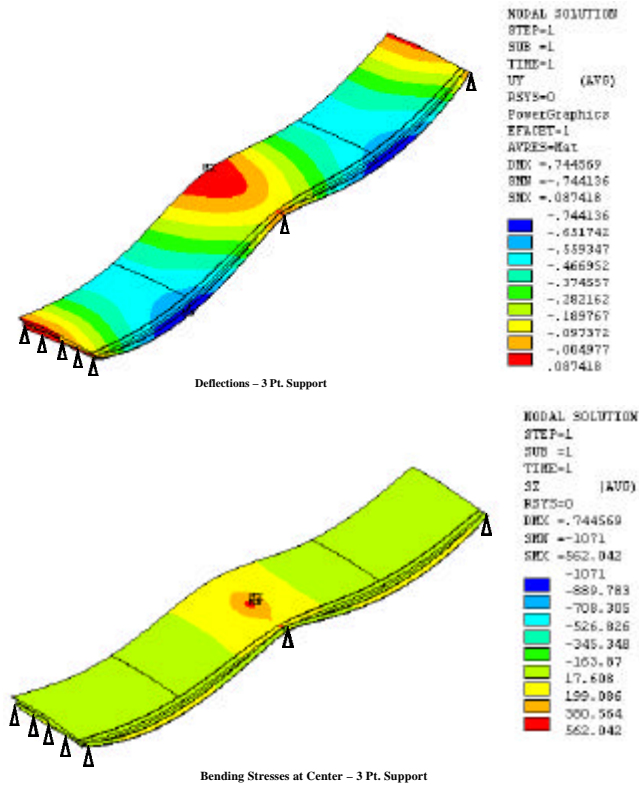 NODAL SOLUTION
STEP=1
SUB =1
TIME=1
UY (AVG)
RSYS=0
PowerGraphics
EFACET=1
AVRES=Mat
DMX =.744569
SMN =-.744136
SMX =.087418
-.744136
-.651742
-.559347
-.466952
-.374557
-.282162
-.189767
-.097372
-.004977
.087418
Deflections – 3 Pt. Support
NODAL SOLUTION
STEP=1
SUB =1
TIME=1
SZ (AVG)
RSYS=0
DMX =.744569
SMN =-1071
SMX =562.042
-1071
-889.783
-708.305
-526.826
-345.348
-163.87
17.608
199.086
380.564
562.042
Bending Stresses at Center – 3 Pt. Support